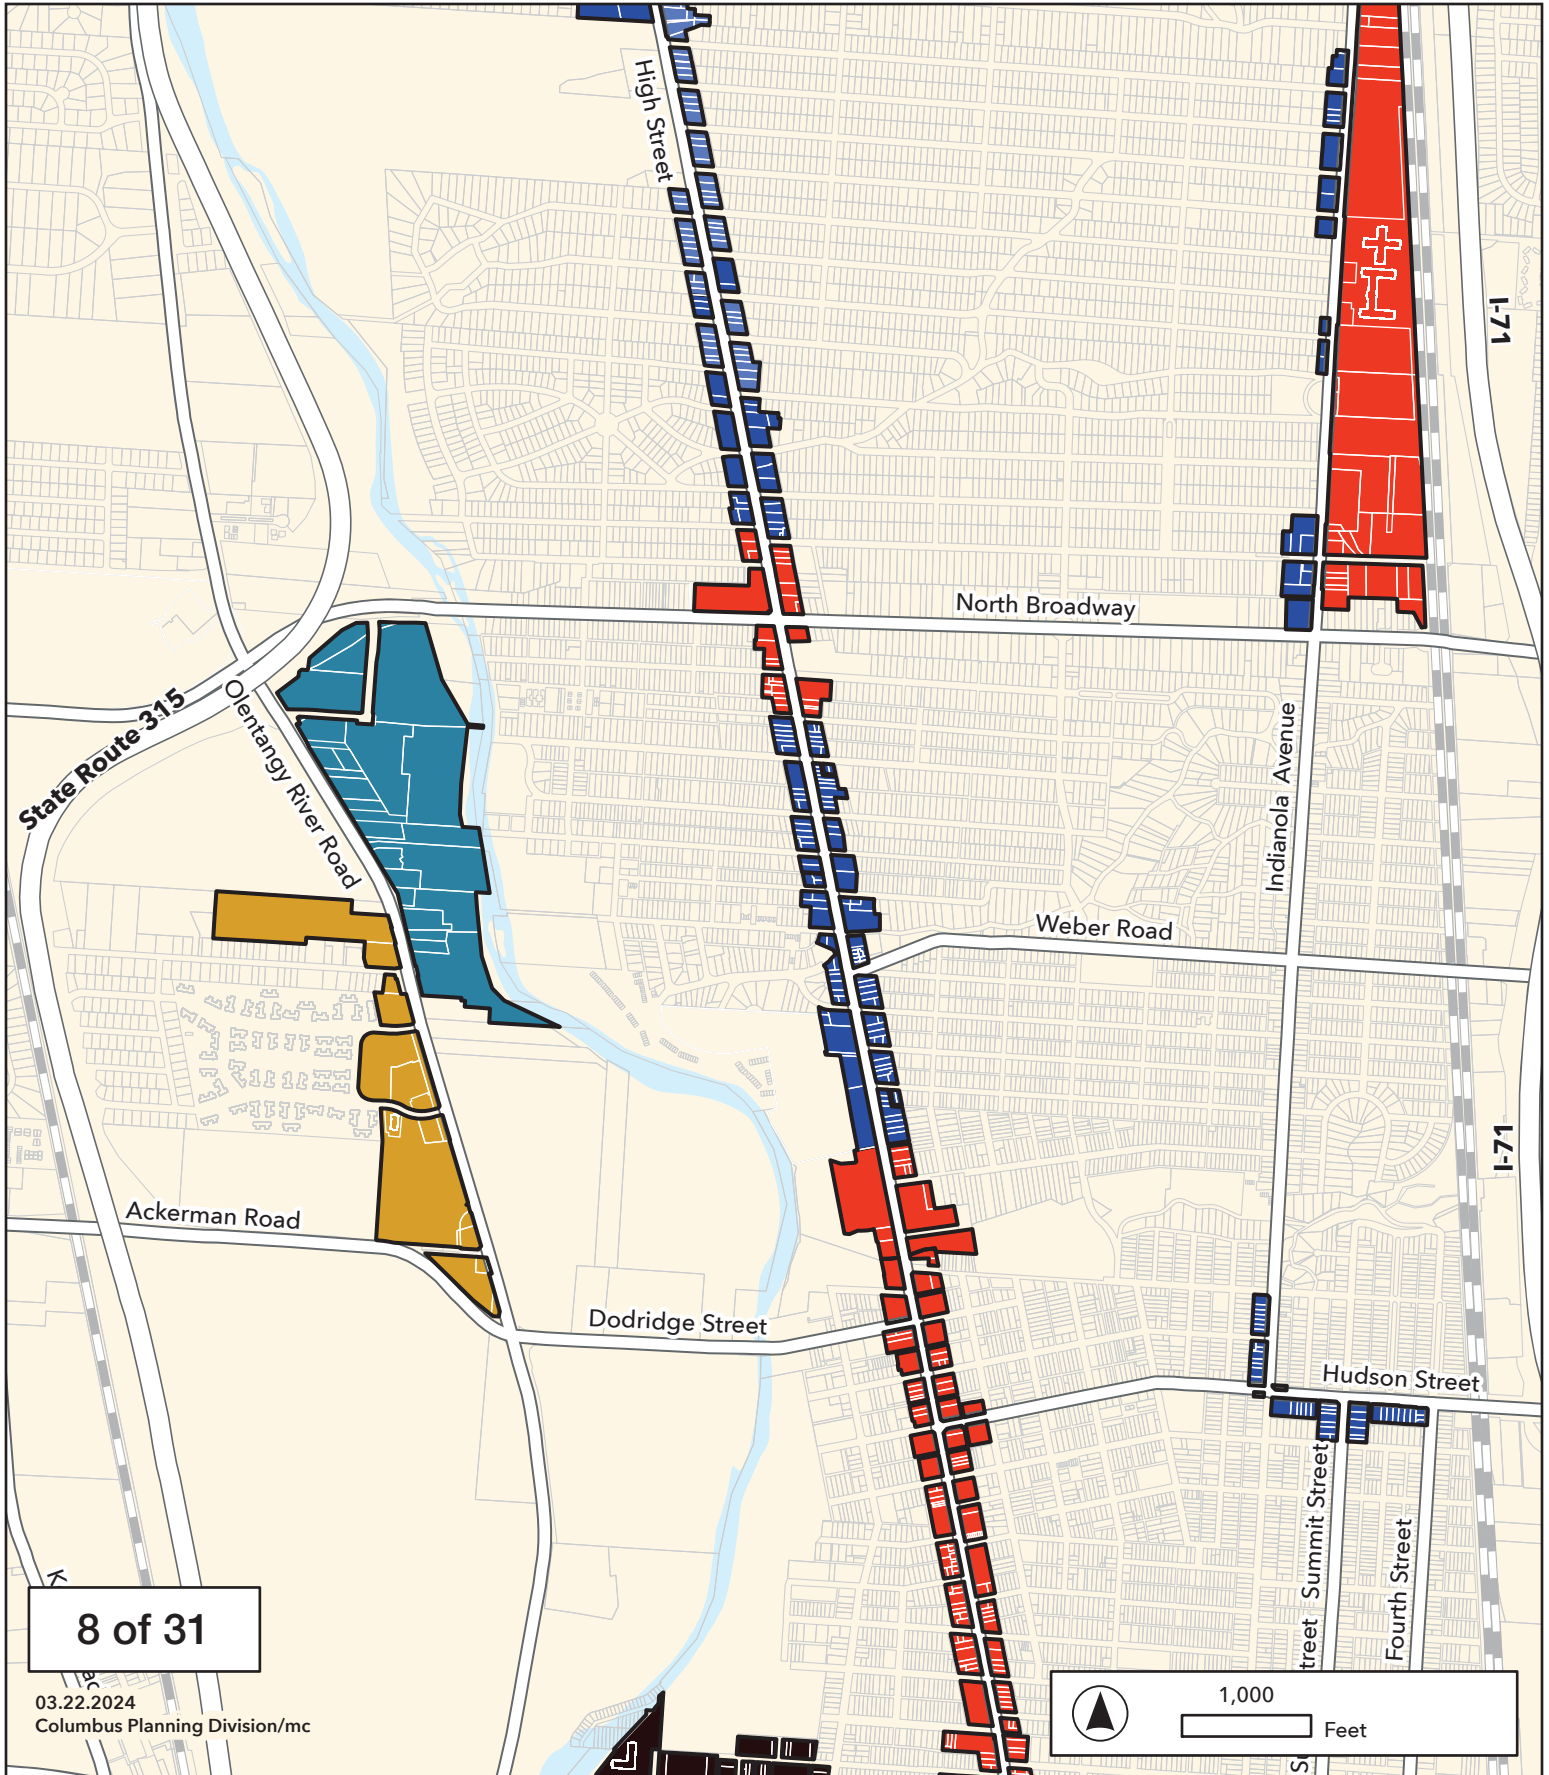 High Street
I-71
North Broadway
State Route 315
Olentangy River Road
Indianola Avenue
Weber Road
I-71
Ackerman Road
Dodridge Street
Hudson Street
Summit Street
Fourth Street
8 of 31
03.22.2024
Columbus Planning Division/mc
1,000
Feet